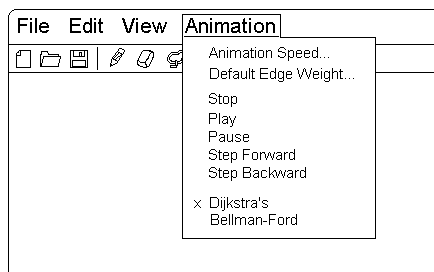 File Edit View Animation
Animation Speed...
Default Edge Weight...
Stop
Play
Pause
Step Forward
Step Backward
x Dijkstra's
Bellman-Ford